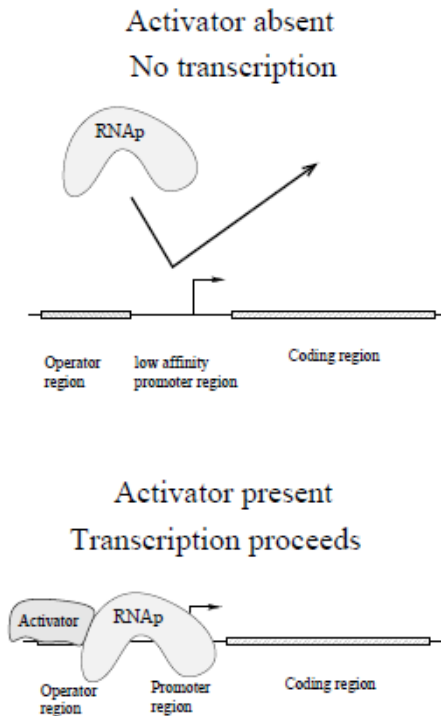 Activator absent
No transcription
RNAp
Operator
region
low affinity
promoter region
Coding region
Activator present
Transcription proceeds
Activator
RNAp
Operator
region
Promoter
region
Coding region